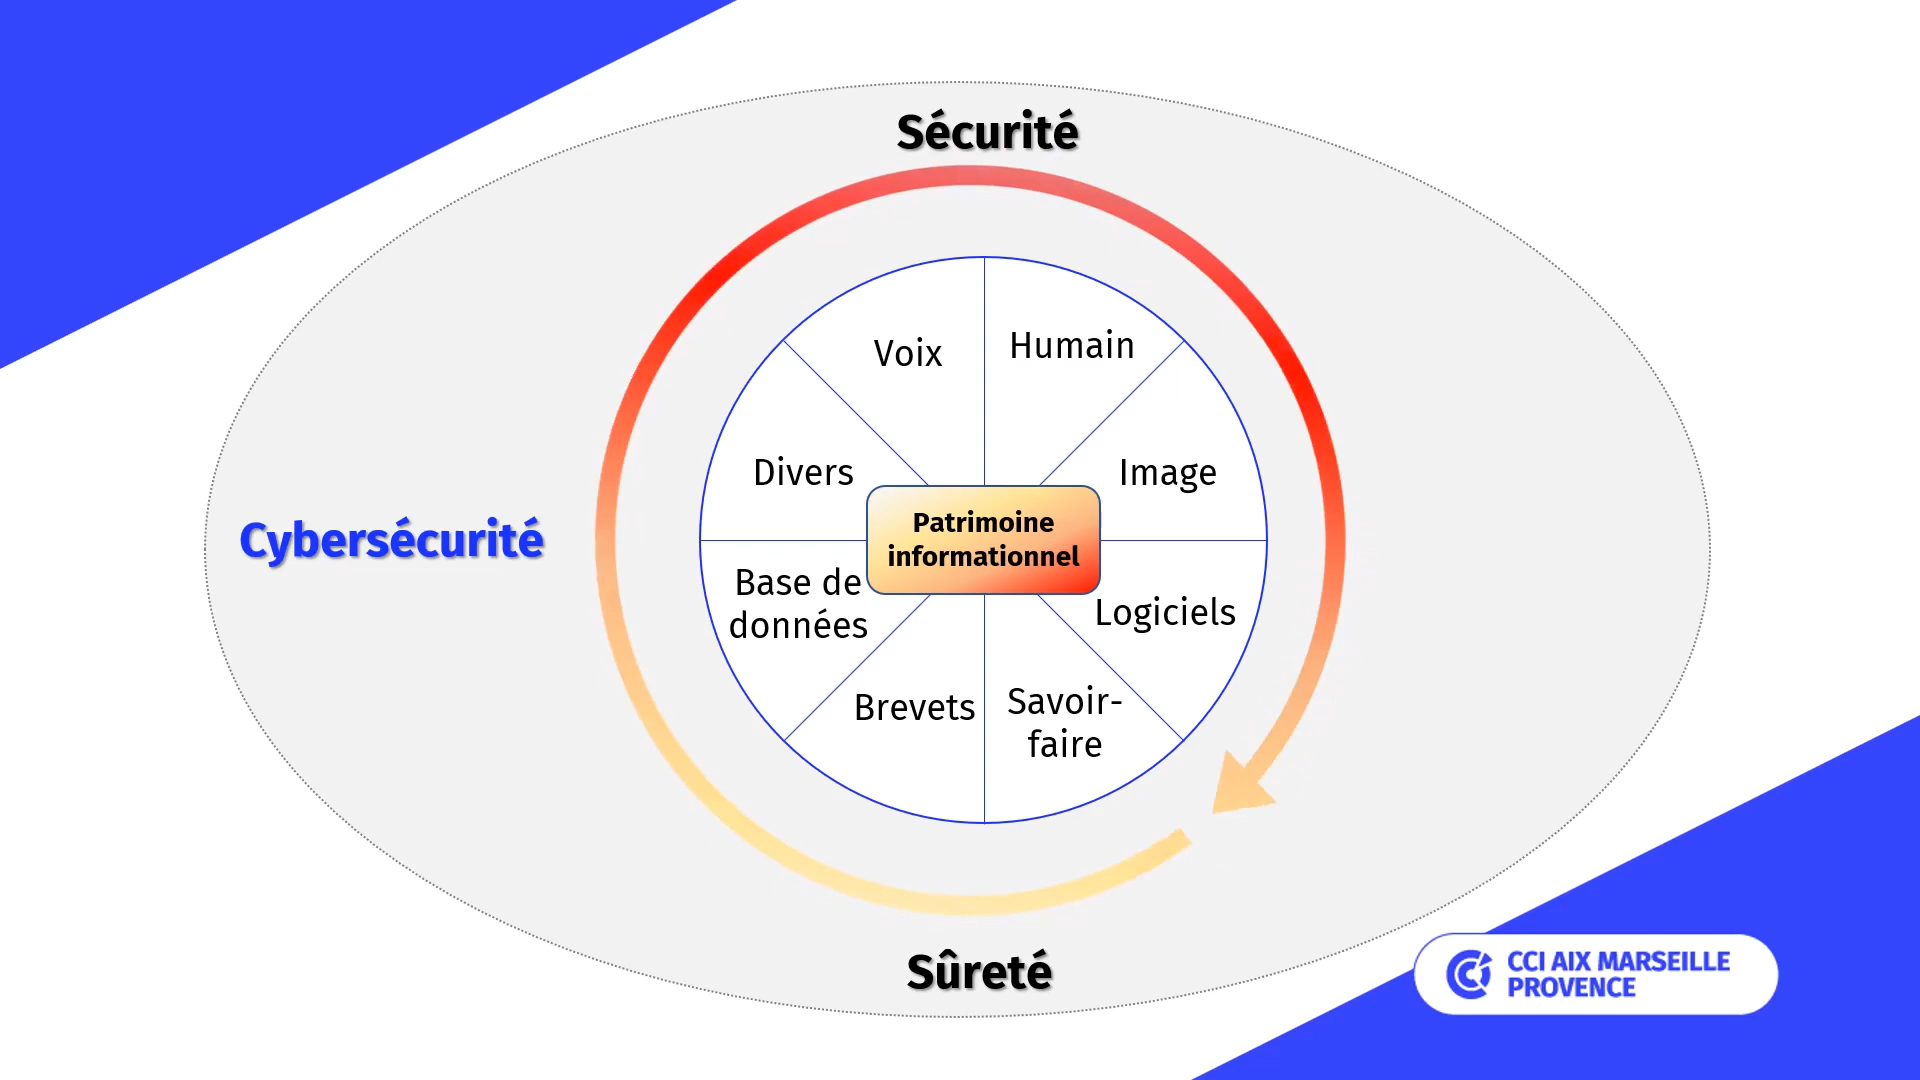 Sécurité
Voix
Humain
Divers
Image
Cybersécurité
Patrimoine
informationnel
Base de
données
Logiciels
Brevets
Savoir-
faire
Sûreté
CCI AIX MARSEILLE
PROVENCE